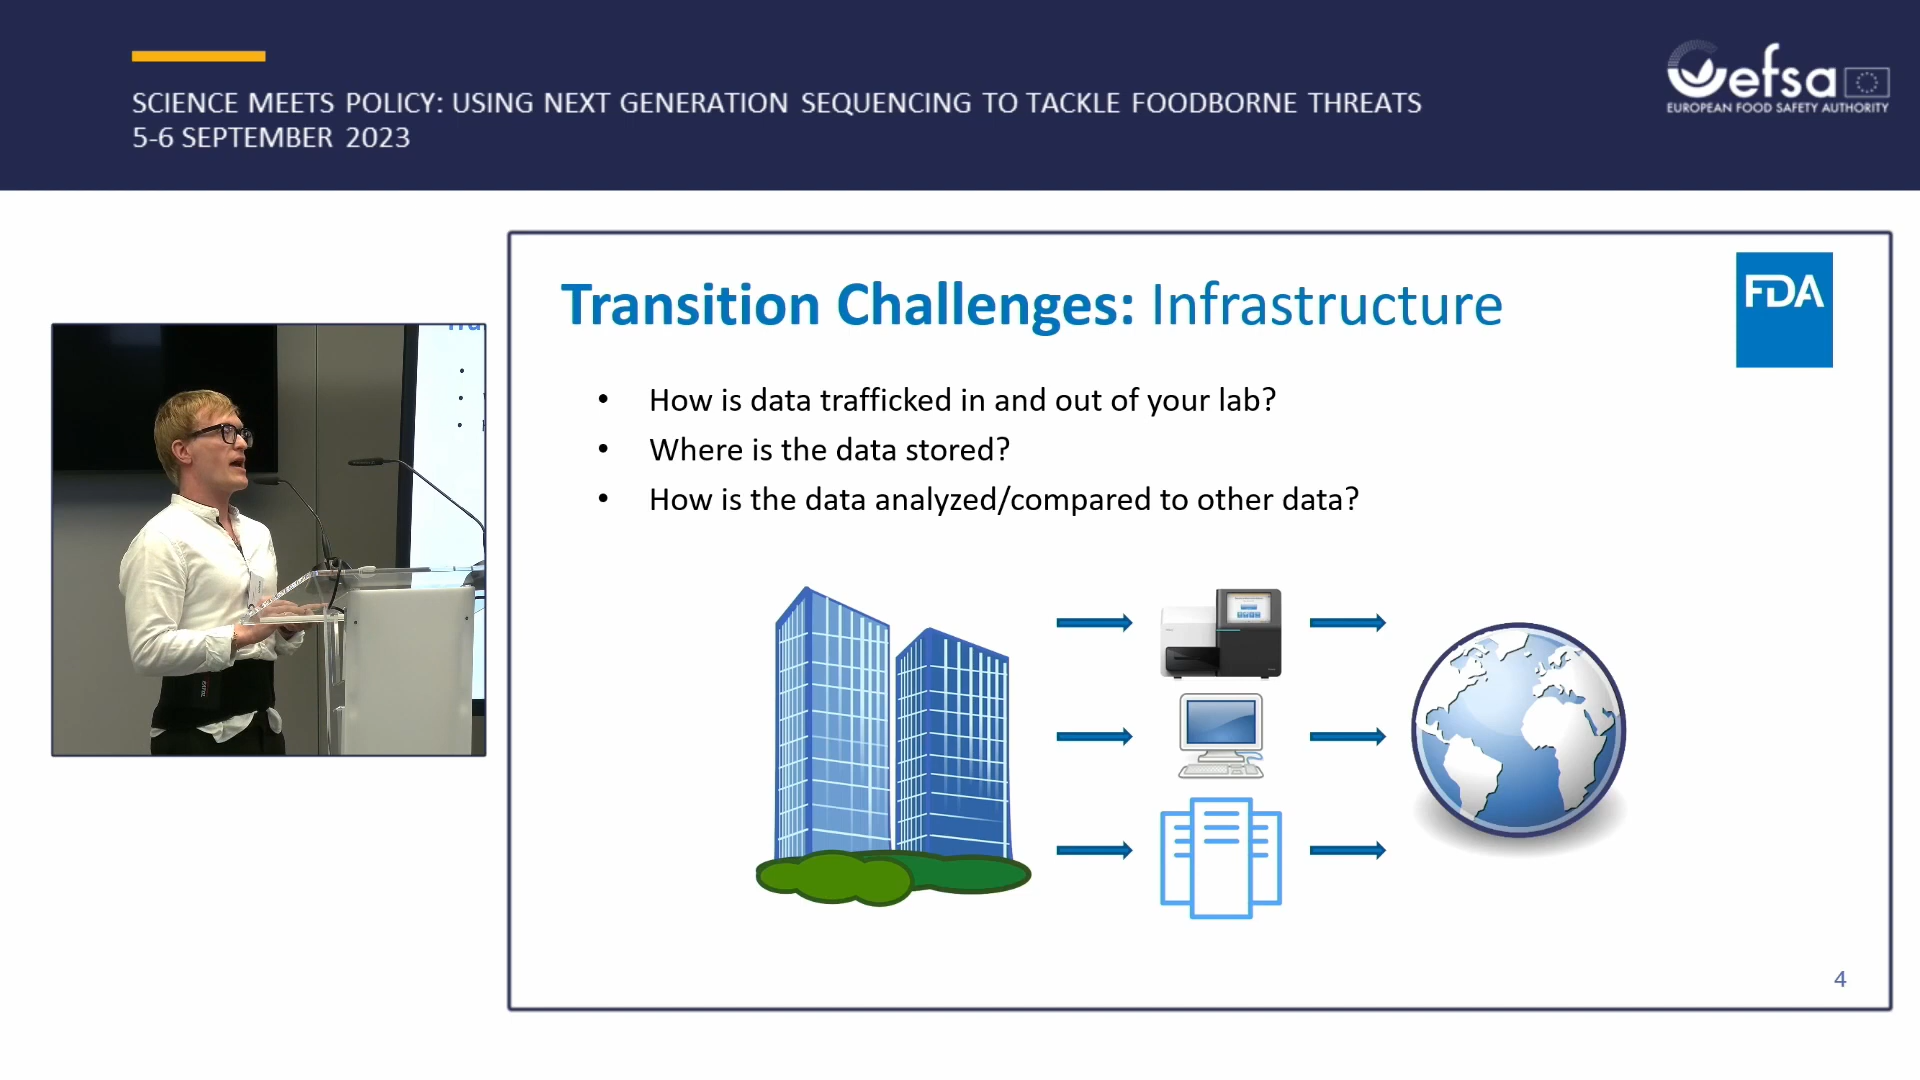 SCIENCE MEETS POLICY: USING NEXT GENERATION SEQUENCING TO TACKLE FOODBORNE THREATS
5-6 SEPTEMBER 2023
efsa
EUROPEAN FOOD SAFETY AUTHORITY
Transition Challenges: Infrastructure
FDA
• How is data trafficked in and out of your lab?
• Where is the data stored?
• How is the data analyzed/compared to other data?
4